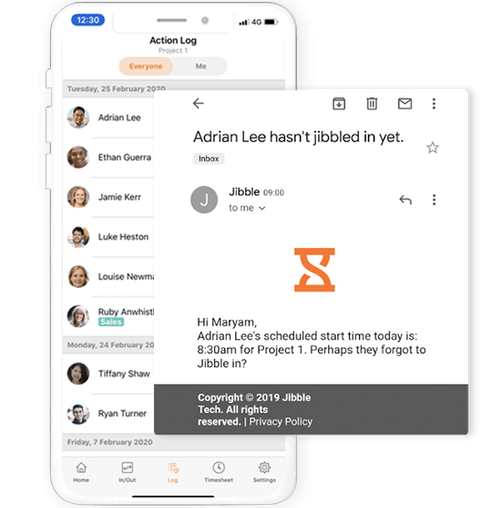 12:30
4G
Action Log
Project 1
Everyone Me
Tuesday, 25 February 2020
Adrian Lee
Ethan Guerra
Jamie Kerr
Luke Heston
Louise Newma
Ruby Anwhistl
Sales
Monday, 24 February 20
Tiffany Shaw
Ryan Turner
Friday, 7 February 2020
Home In/Out Log Timesheet Settings
Adrian Lee hasn't jibbled in yet.
Inbox
J
Jibble 09:00
to me
Hi Maryam,
Adrian Lee's scheduled start time today is:
8:30am for Project 1. Perhaps they forgot to
Jibble in?
Copyright © 2019 Jibble
Tech. All rights
reserved. | Privacy Policy